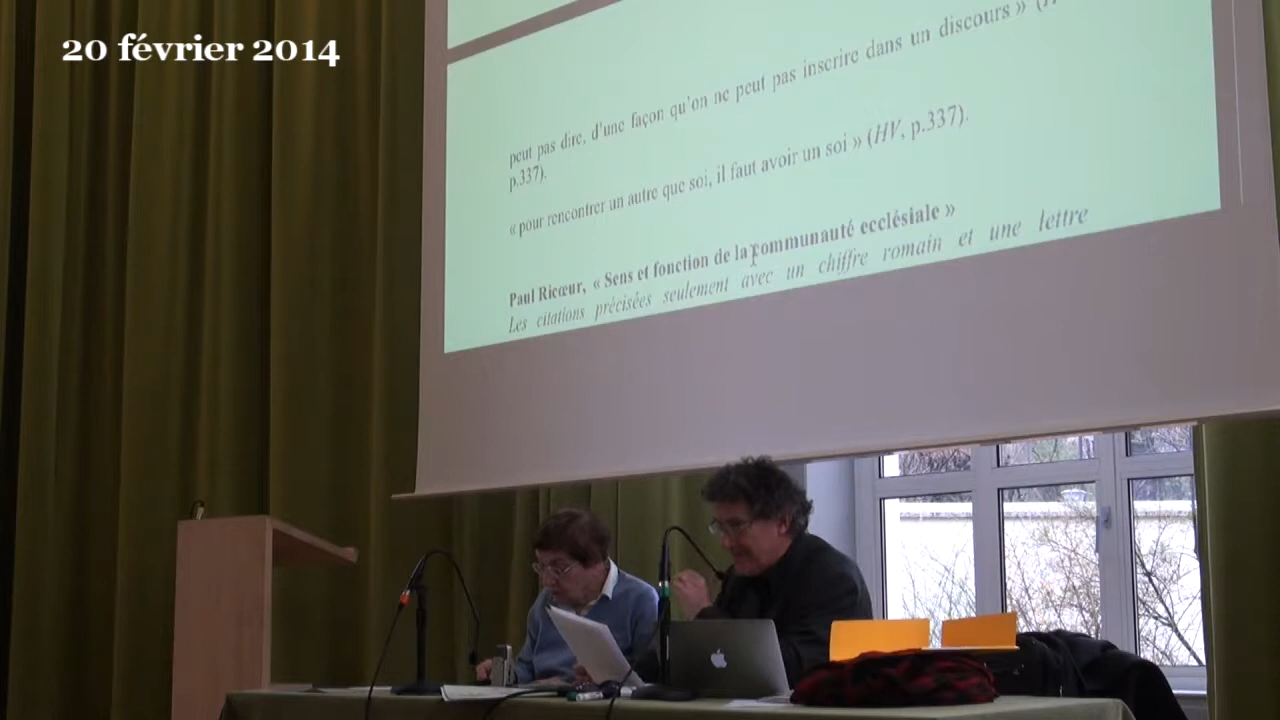 20 février 2014
peut pas dire, d'une façon qu'on ne peut pas inscrire dans un discours » (
p.337).
« pour rencontrer un autre que soi, il faut avoir un soi » (HV, p.337).
Paul Ricœur, « Sens et fonction de la communauté ecclésiale »
Les citations précisées seulement avec un chiffre romain et une lettre